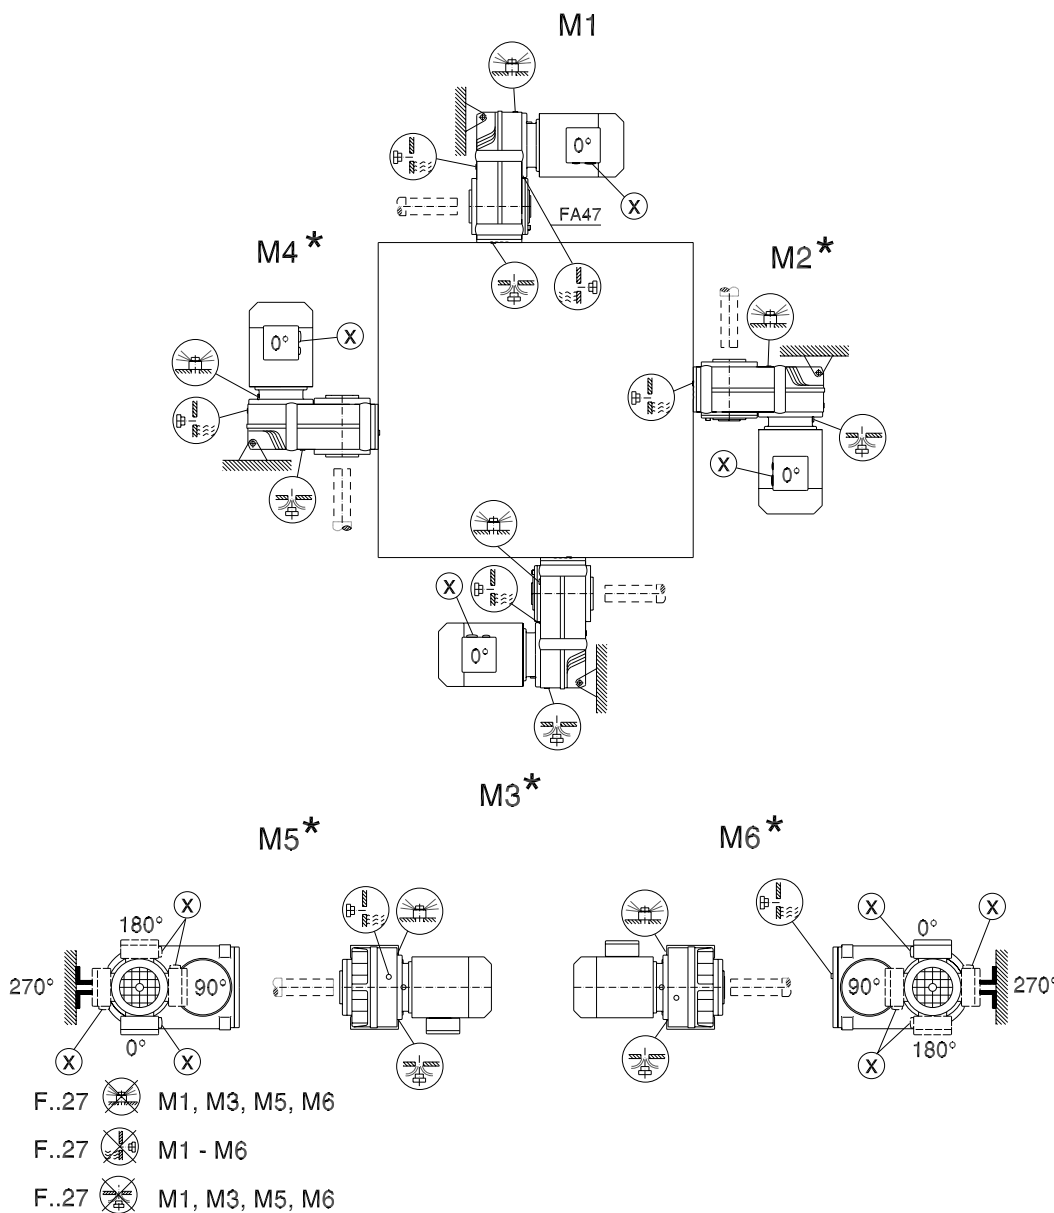 M1
0°
X
FA47
M4*
M2*
0°
X
X
0°
X
0°
M3*
M5*
M6*
X
180°
270°
90°
0°
X
X
X
X
0°
90°
270°
180°
X
F..27 M1, M3, M5, M6
F..27 M1 - M6
F..27 M1, M3, M5, M6